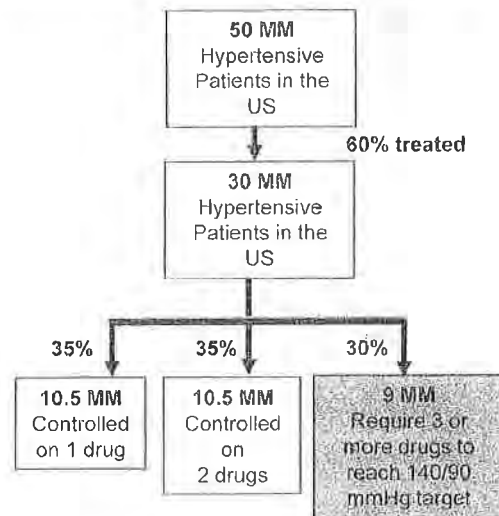 50 MM
Hypertensive
Patients in the
US
60% treated
30 MM
Hypertensive
Patients in the
US
35%
35%
30%
10.5 MM
Controlled
on 1 drug
10.5 MM
Controlled
on
2 drugs
9 MM
Require 3 or
more drugs to
reach 140/90
mmHg target